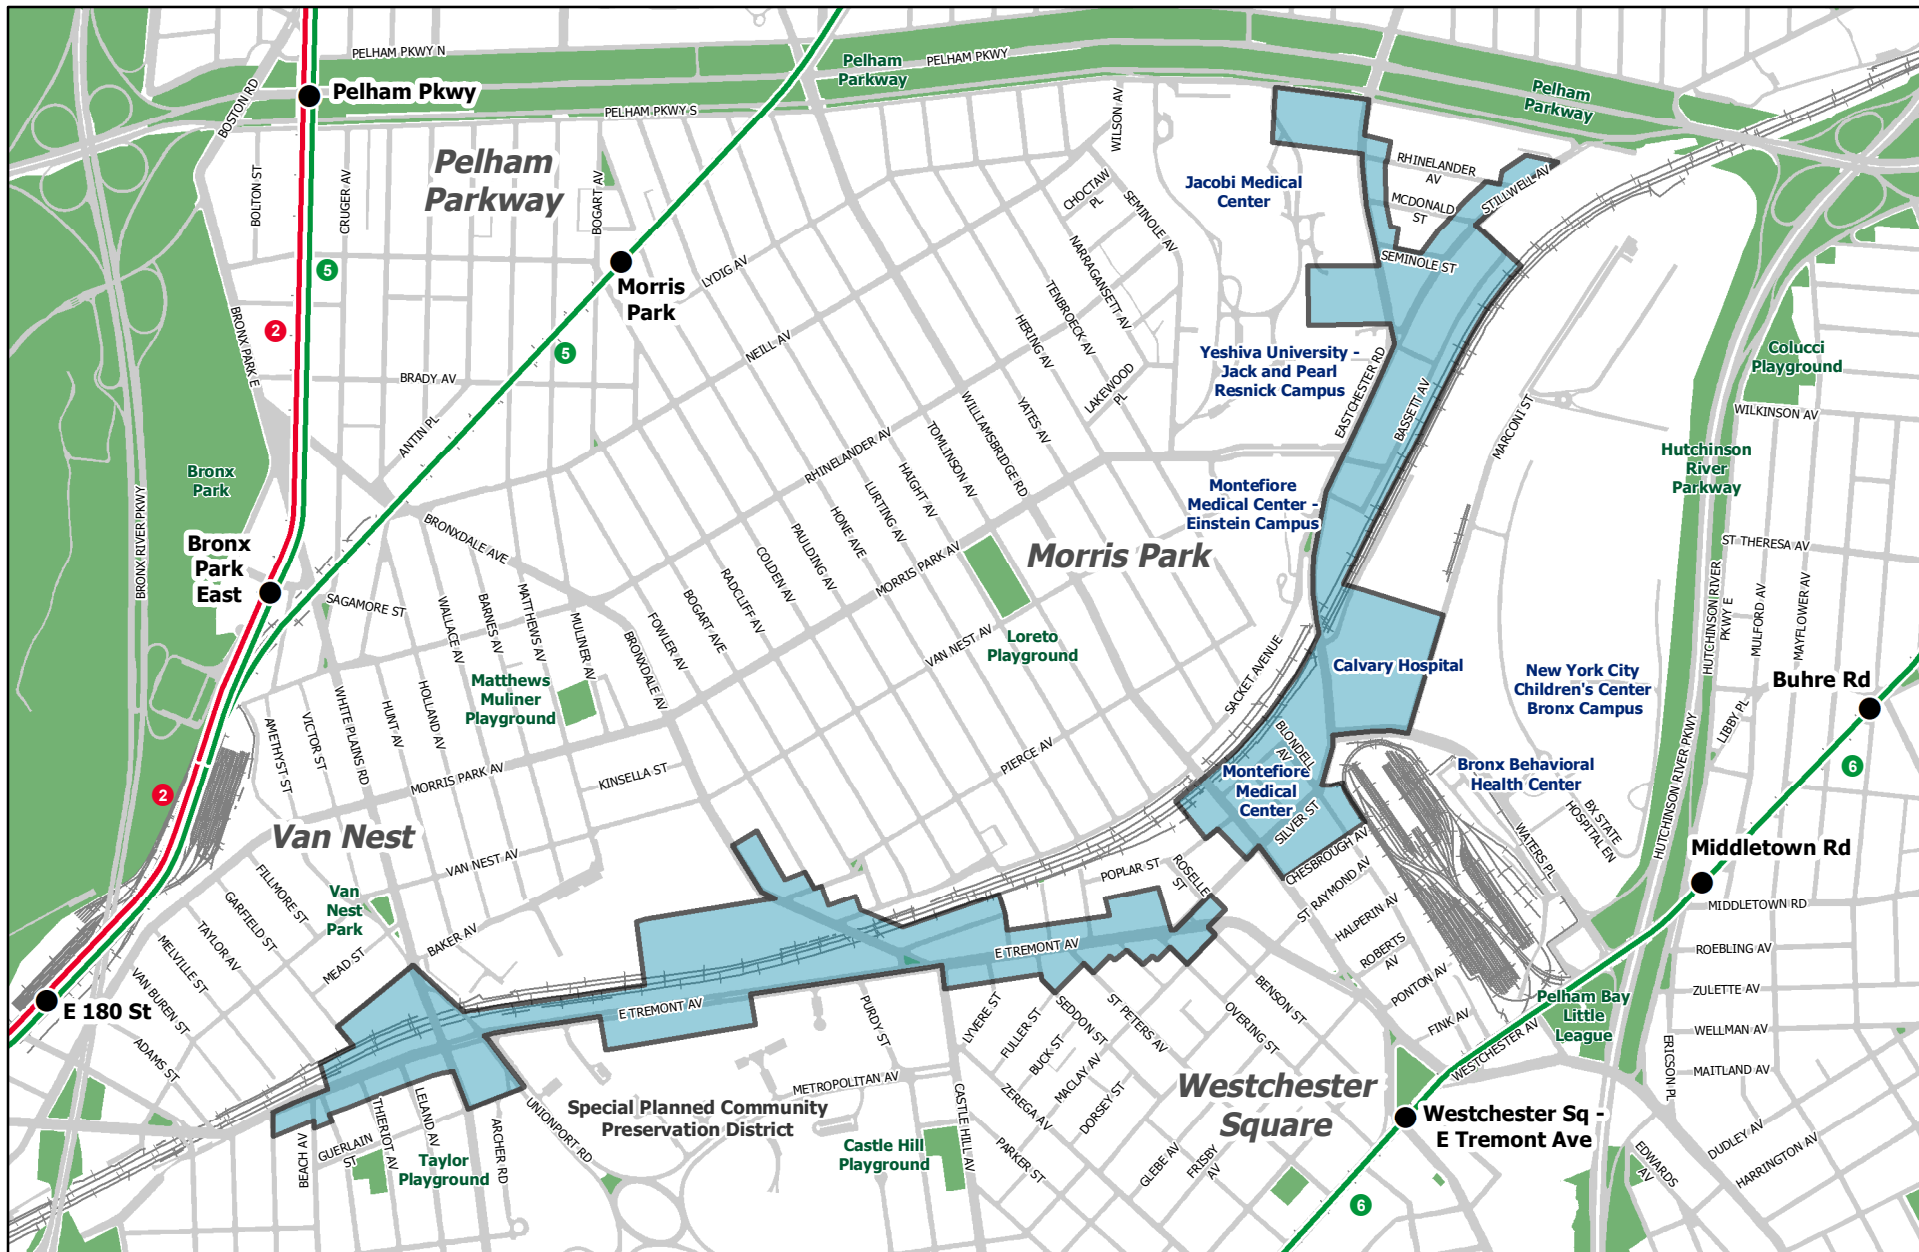 PELHAM PKWY N
Pelham
Parkway
PELHAM PKWY
BOSTON RD
Pelham Pkwy
PELHAM PKWY S
WILSON AV
Pelham
Parkway
Pelham
Parkway
BOLTON ST
CRUGER AV
BOGART AV
CHOCTAW
PL
SEMINOLE AV
Jacobi Medical
Center
RHINELANDER
AV
MCDONALD
ST
STILLWELL AV
5
Morris
Park
LYDIG AV
NARRAGANSETT AV
SEMINOLE ST
BRONX PARK E
2
5
NEILL AV
TENBROECK AV
HERING AV
Yeshiva University -
Jack and Pearl
Resnick Campus
EASTCHESTER RD
BASSETT AV
Colucci
Playground
BRADY AV
LAKEWOOD
PL
MARCONI ST
WILKINSON AV
ANTIN PL
WILLIAMSBRIDGE RD
YATES AV
TOMLINSON AV
RHINELANDER AV
HAIGHT AV
LURTING AV
HONE AVE
PAULDING AV
COLDEN AV
RADCLIFF AV
BOGART AVE
FOWLER AV
Bronx
Park
BRONX RIVER PKWY
Hutchinson
River
Parkway
Montefiore
Medical Center -
Einstein Campus
BRONXDALE AVE
Bronx
Park
East
Morris Park
MORRIS PARK AV
ST THERESA AV
SAGAMORE ST
WALLACE AV
BARNES AV
MATTHEWS AV
MULINER AV
BRONXDALE AV
HUTCHINSON RIVER
PKWY E
MULFORD AV
MAYFLOWER AV
VAN NEST AV
Loreto
Playground
SACKET AVENUE
Calvary Hospital
New York City
Children's Center
Bronx Campus
Buhre Rd
Matthews
Muliner
Playground
AMETHYST ST
VICTOR ST
WHITE PLAINS RD
HUNT AV
HOLLAND AV
LIBBY PL
HUTCHINSON RIVER PKWY
MORRIS PARK AV
KINSELLA ST
PIERCE AV
BLONDELL
AV
Montefiore
Medical
Center
Bronx Behavioral
Health Center
6
2
Van Nest
SILVER ST
BX STATE
HOSPITAL EN
WATERS PL
Middletown Rd
VAN NEST AV
FILLMORE ST
GARFIELD ST
TAYLOR AV
MELVILLE ST
VAN BUREN ST
ADAMS ST
Van
Nest
Park
MEAD ST
BAKER AV
POPLAR ST
ROSELLE
ST
CHESBROUGH AV
ST RAYMOND AV
HALPERIN AV
ROBERTS
AV
PONTON AV
FINK AV
MIDDLETOWN RD
ROEBLING AV
E TREMONT AV
E 180 St
E TREMONT AV
PURDY ST
LYVERE ST
FULLER ST
BUCK ST
SEDDON ST
MACLAY AV
ST PETERS AV
OVERING ST
BENSON ST
Pelham Bay
Little
League
ZULETTE AV
WELLMAN AV
ERICSON PL
MAITLAND AV
WESTCHESTER AV
METROPOLITAN AV
CASTLE HILL AV
ZEREGA AV
DORSEY ST
Westchester
Square
Westchester Sq -
E Tremont Ave
Special Planned Community
Preservation District
UNIONPORT RD
BEACH AV
GUERLAIN
ST
THIERIOT AV
LELAND AV
Taylor
Playground
ARCHER RD
Castle Hill
Playground
PARKER ST
GLEBE AV
FRISBY
AV
6
EDWARDS
AV
DUDLEY AV
HARRINGTON AV